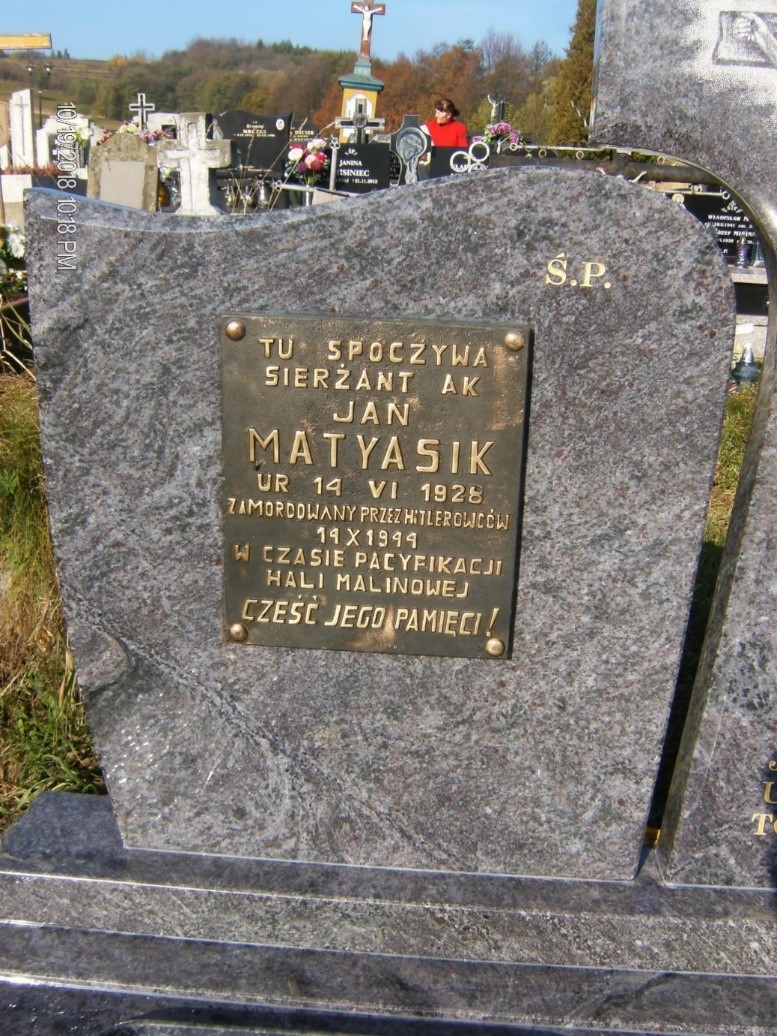 10/19/2018 10:18 PM
JANINA
Ś.P.
TU SPOCZYWA
SIERŻANT AK
JAN
MATYASIK
UR 14 VI 1928
ZAMORDOWANY PRZEZ HITLEROWCÓW
14 X 1944
W CZASIE PACYFIKACJI
HALI MALINOWEJ
CZEŚĆ JEGO PAMIĘCI!